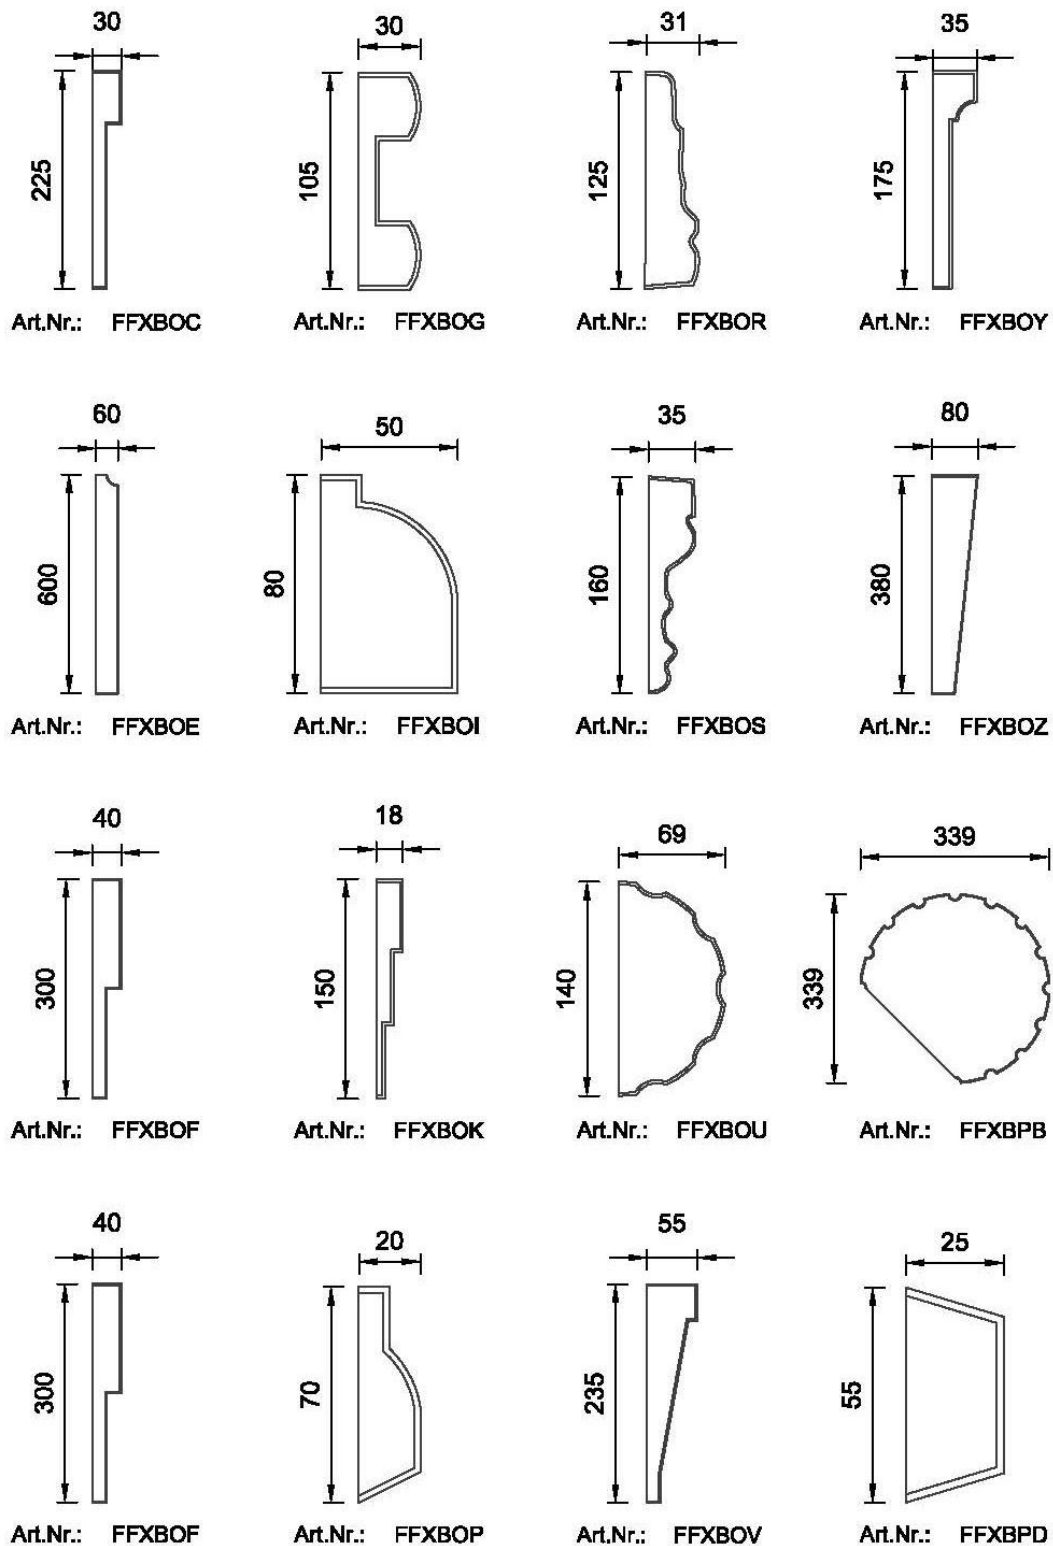 30 30 31 35
225 105 125 175
Art.Nr.: FFXBOC Art.Nr.: FFXBOG Art.Nr.: FFXBOR Art.Nr.: FFXBOY
60 50 35 80
600 80 160 380
Art.Nr.: FFXBOE Art.Nr.: FFXBOI Art.Nr.: FFXBOS Art.Nr.: FFXBOZ
40 18 69 339
300 150 140 339
Art.Nr.: FFXBOF Art.Nr.: FFXBOK Art.Nr.: FFXBOU Art.Nr.: FFXBPB
40 20 55 25
300 70 235 55
Art.Nr.: FFXBOF Art.Nr.: FFXBOP Art.Nr.: FFXBOV Art.Nr.: FFXBPD